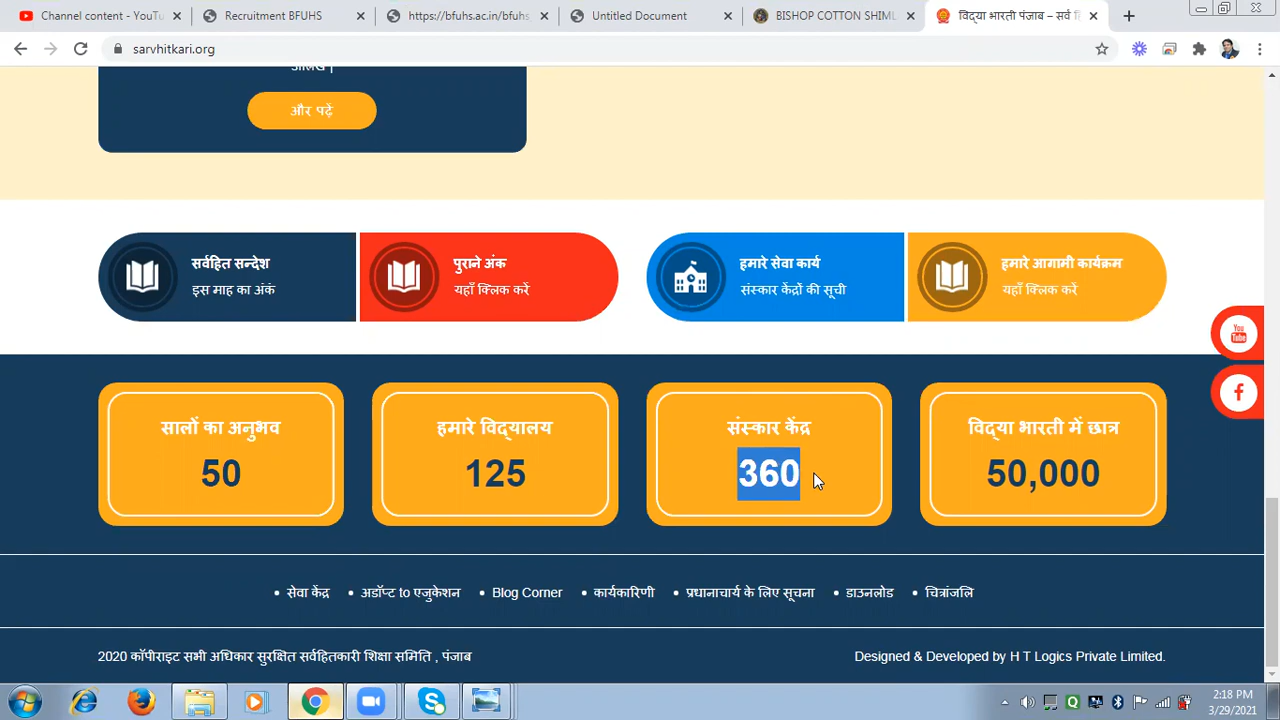 Channel content - YouTu
Recruitment BFUHS
https://bfuhs.ac.in/bfuhs_
Untitled Document
BISHOP COTTON SHIML
विद्या भारती पंजाब – सर्व हि
sarvhitkari.org
और पढ़ें
सर्वहित सन्देश
इस माह का अंकं
पुराने अंक
यहाँ क्लिक करें
हमारे सेवा कार्य
संस्कार केंद्रों की सूची
हमारे आगामी कार्यक्रम
यहाँ क्लिक करें
You
Tube
सालों का अनुभव
50
हमारे विद्यालय
125
संस्कार केंद्र
360
विद्या भारती में छात्र
50,000
• सेवा केंद्र • अडॉप्ट to एजुकेशन • Blog Corner • कार्यकारिणी • प्रधानाचार्य के लिए सूचना • डाउनलोड • चित्रांजलि
2020 कॉपीराइट सभी अधिकार सुरक्षित सर्वहितकारी शिक्षा समिति , पंजाब
Designed & Developed by H T Logics Private Limited.
2:18 PM
3/29/2021